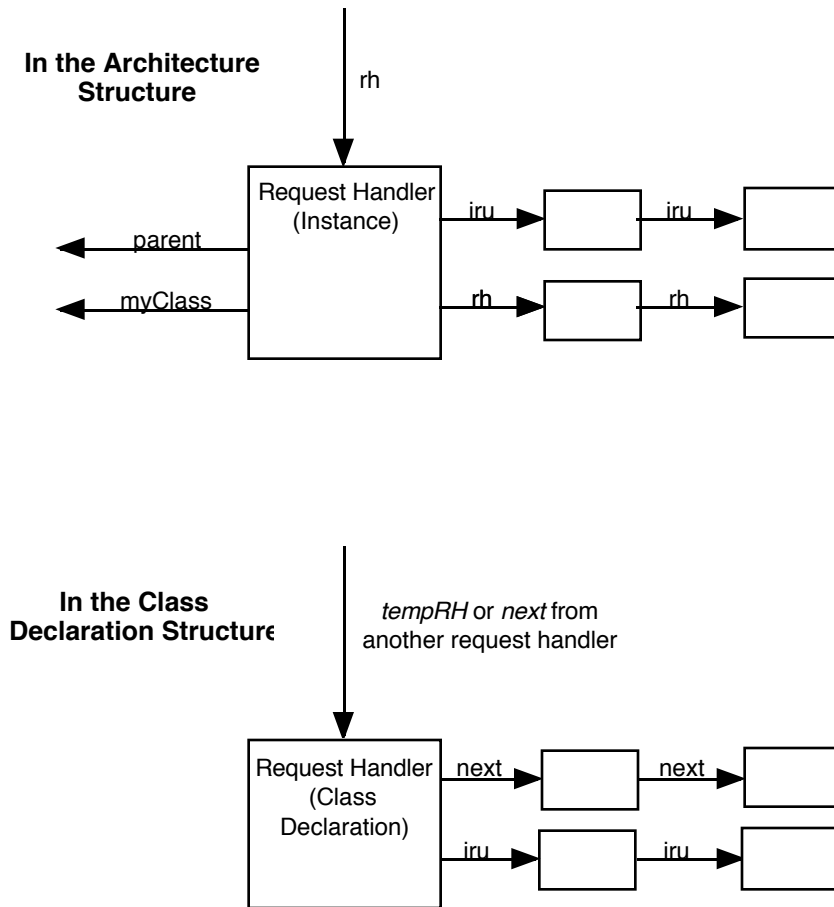 In the Architecture
Structure
rh
Request Handler
(Instance)
iru
iru
parent
rh
rh
myClass
In the Class
Declaration Structure
tempRH or next from
another request handler
Request Handler
(Class
Declaration)
next
next
iru
iru